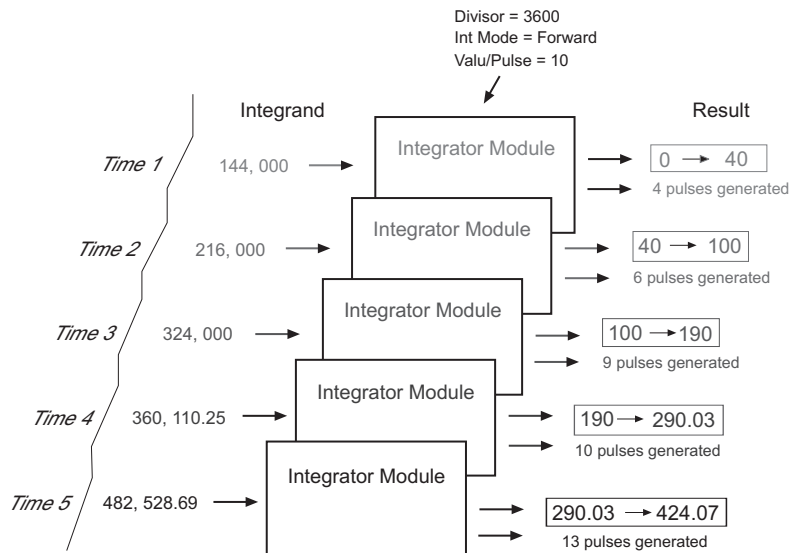 Divisor = 3600
Int Mode = Forward
Valu/Pulse = 10
Integrand
Result
Time 1
144, 000
Integrator Module
0 → 40
4 pulses generated
Time 2
216, 000
Integrator Module
40 → 100
6 pulses generated
Time 3
324, 000
Integrator Module
100 → 190
9 pulses generated
Time 4
360, 110.25
Integrator Module
190 → 290.03
10 pulses generated
Time 5
482, 528.69
Integrator Module
290.03 → 424.07
13 pulses generated